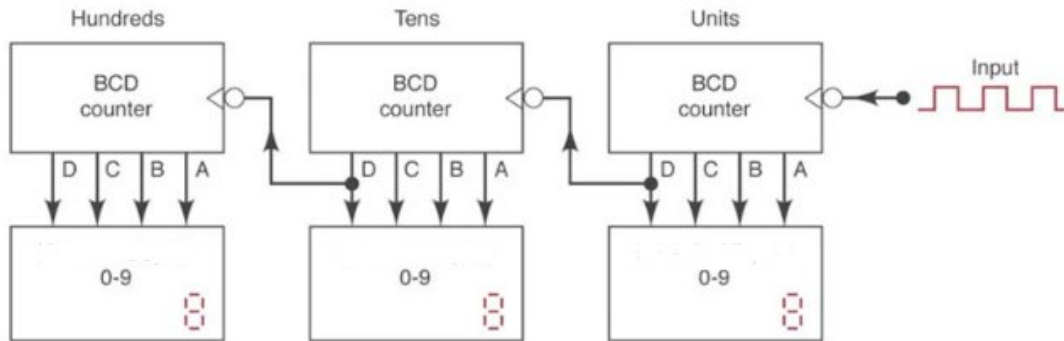 Hundreds Tens Units
BCD counter
BCD counter
BCD counter
Input
D C B A
D C B A
D C B A
0-9
8
0-9
8
0-9
8